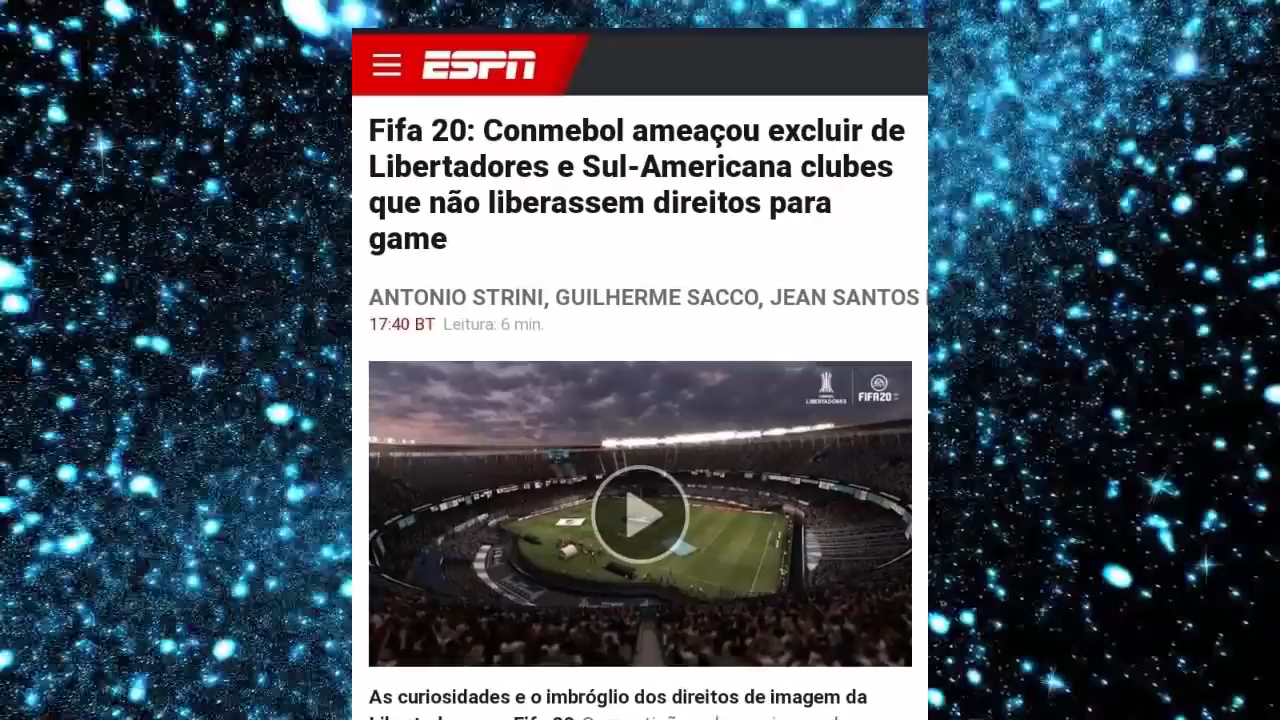 ESPN
Fifa 20: Conmebol ameaçou excluir de
Libertadores e Sul-Americana clubes
que não liberassem direitos para
game
ANTONIO STRINI, GUILHERME SACCO, JEAN SANTOS
17:40 BT Leitura: 6 min.
LIBERTADORES
FIFA20
As curiosidades e o imbróglio dos direitos de imagem da